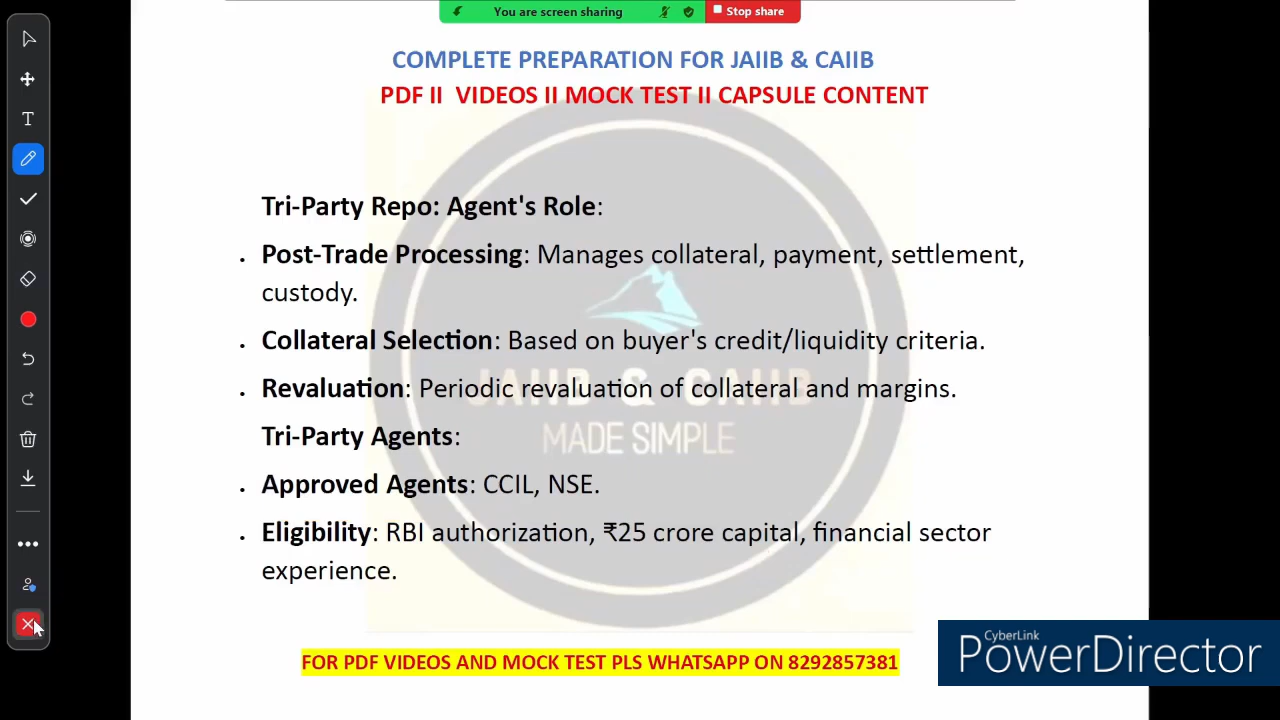 You are screen sharing
Stop share
COMPLETE PREPARATION FOR JAIIB & CAIIB
PDF II VIDEOS II MOCK TEST II CAPSULE CONTENT
T
Tri-Party Repo: Agent's Role:
• Post-Trade Processing: Manages collateral, payment, settlement,
custody.
• Collateral Selection: Based on buyer's credit/liquidity criteria.
• Revaluation: Periodic revaluation of collateral and margins.
JAIIB & CAIIB
MADE SIMPLE
Tri-Party Agents:
• Approved Agents: CCIL, NSE.
• Eligibility: RBI authorization, ₹25 crore capital, financial sector
experience.
FOR PDF VIDEOS AND MOCK TEST PLS WHATSAPP ON 8292857381
CyberLink
PowerDirector